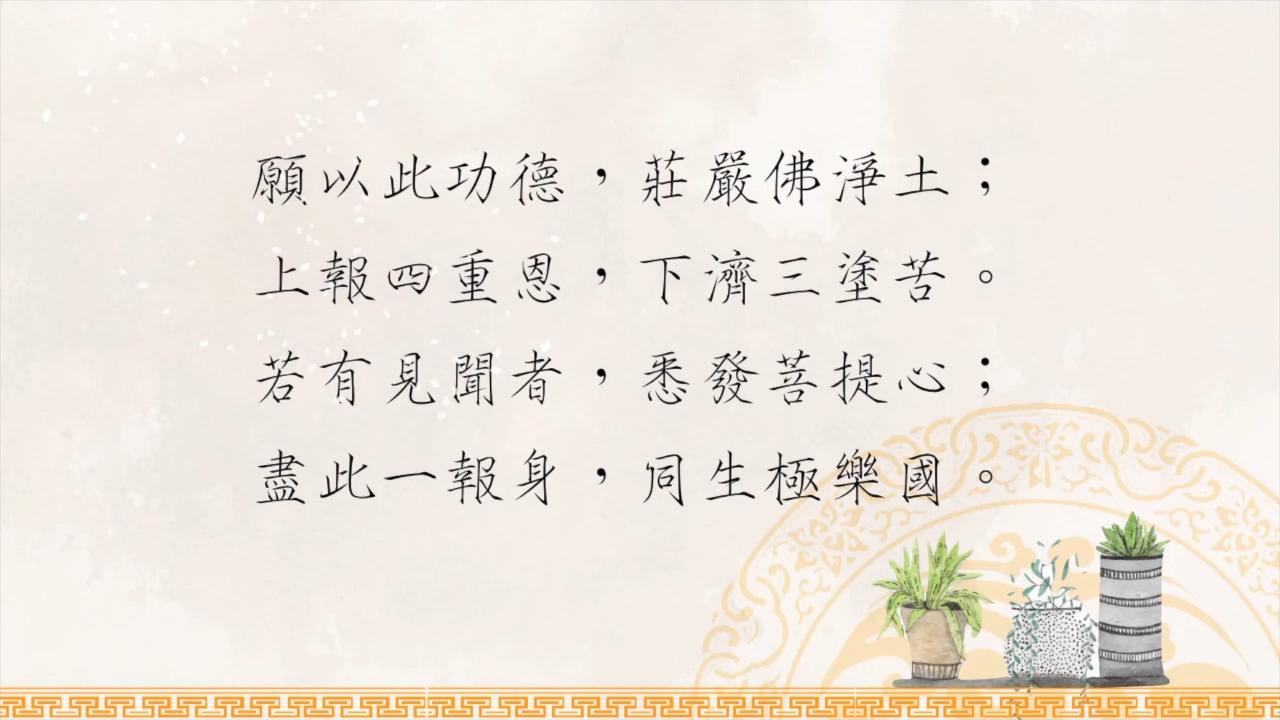 願以此功德，莊嚴佛淨土；
上報四重恩，下濟三塗苦。
若有見聞者，悉發菩提心；
盡此一報身，同生極樂國。